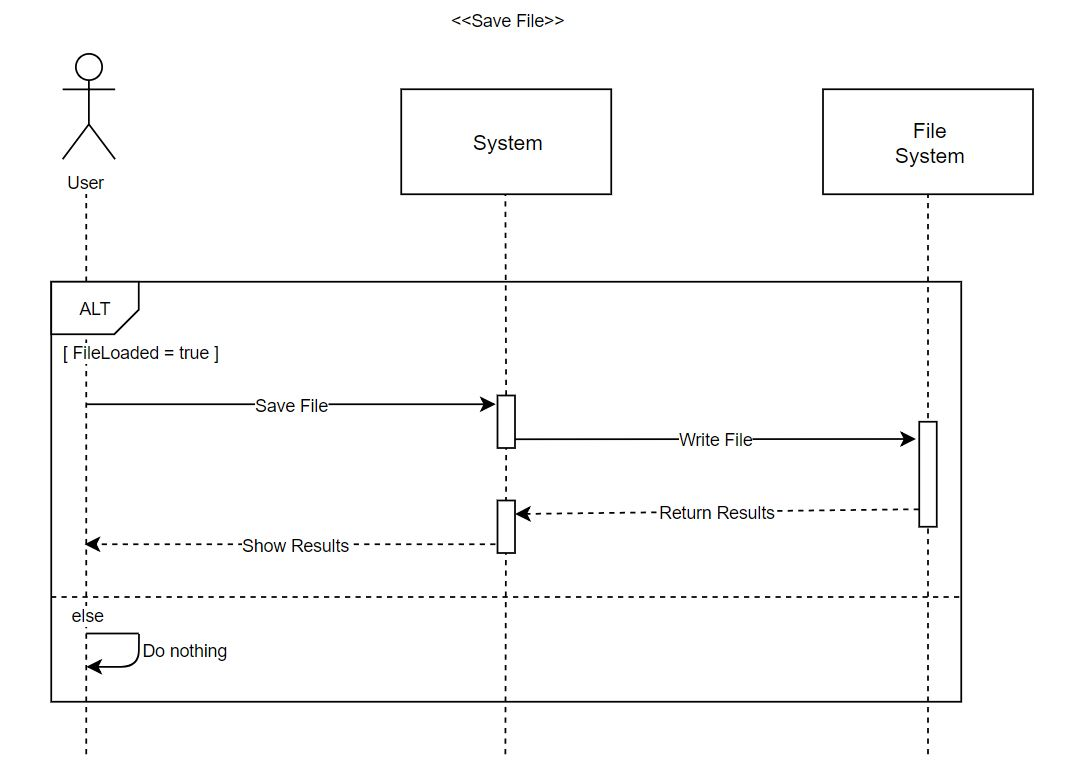 <<Save File>>
User
System
File
System
ALT
[ FileLoaded = true ]
Save File
Write File
Return Results
Show Results
else
Do nothing